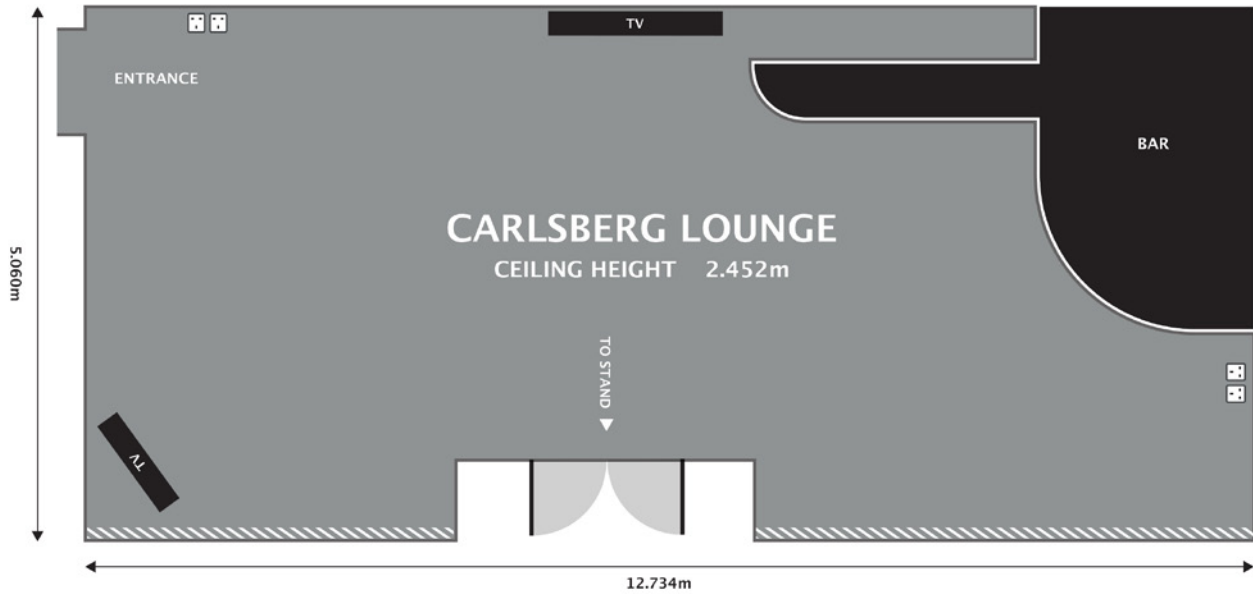 TV
ENTRANCE
BAR
CARLSBERG LOUNGE
CEILING HEIGHT 2.452m
5.060m
TO STAND
TV
12.734m